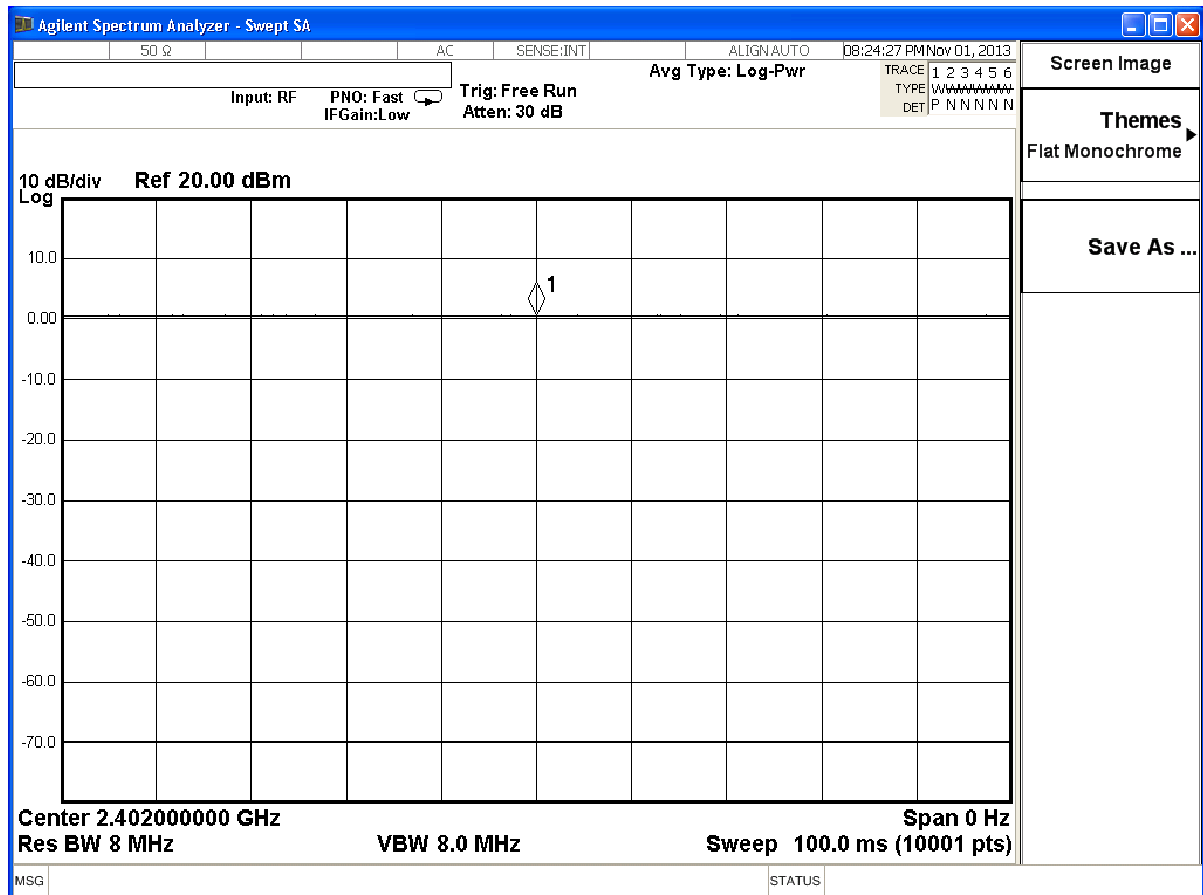 Agilent Spectrum Analyzer - Swept SA
50 Ω AC SENSE:INT ALIGN AUTO 08:24:27 PM Nov 01, 2013
Input: RF PNO: Fast Trig: Free Run Avg Type: Log-Pwr TRACE 1 2 3 4 5 6
IFGain:Low Atten: 30 dB TYPE
DET P N N N N N
10 dB/div Ref 20.00 dBm
Log
10.0
1
0.00
-10.0
-20.0
-30.0
-40.0
-50.0
-60.0
-70.0
Center 2.402000000 GHz Span 0 Hz
Res BW 8 MHz VBW 8.0 MHz Sweep 100.0 ms (10001 pts)
MSG STATUS
Screen Image
Themes
Flat Monochrome
Save As ...